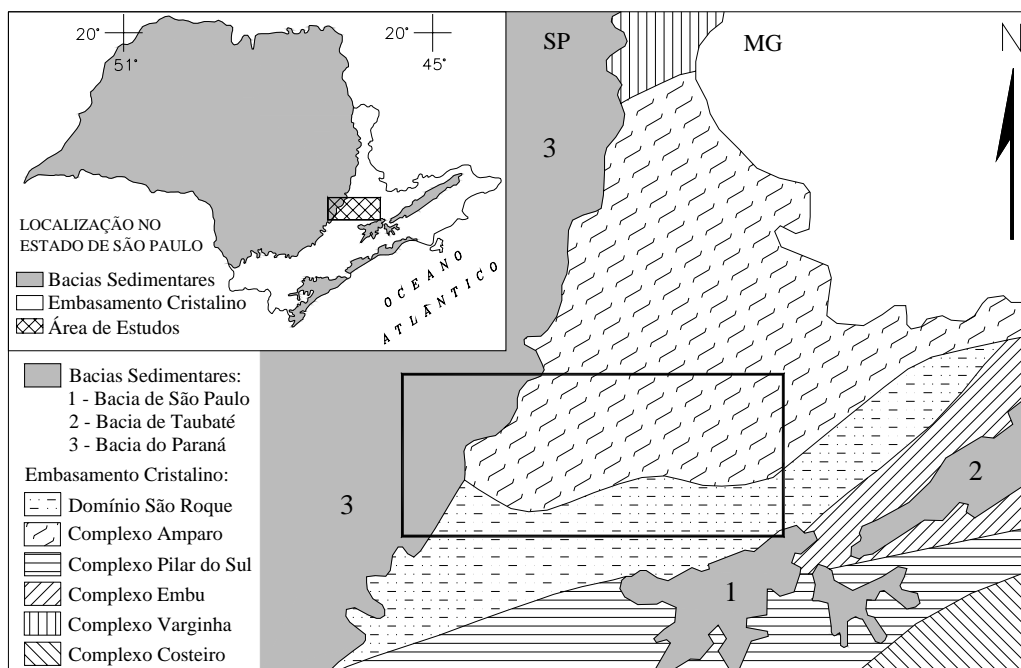 20°
20°
51°
45°
SP
MG
N
3
LOCALIZAÇÃO NO
ESTADO DE SÃO PAULO
Bacias Sedimentares
Embasamento Cristalino
Área de Estudos
OCEANO
ATLÂNTICO
Bacias Sedimentares:
1 - Bacia de São Paulo
2 - Bacia de Taubaté
3 - Bacia do Paraná
Embasamento Cristalino:
Domínio São Roque
Complexo Amparo
Complexo Pilar do Sul
Complexo Embu
Complexo Varginha
Complexo Costeiro
3
2
1